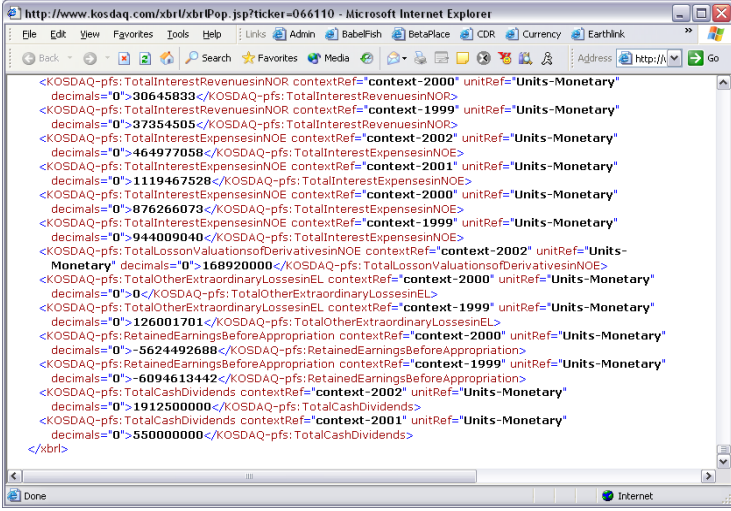 http://www.kosdaq.com/xbrl/xbrlPop.jsp?ticker=066110 - Microsoft Internet Explorer
File Edit View Favorites Tools Help Links Admin BabelFish BetaPlace CDR Currency Earthlink »
Back Search Favorites Media Address http:// Go
<KOSDAQ-pfs:TotalInterestRevenuesinNOR contextRef="context-2000" unitRef="Units-Monetary"
decimals="0">30645833</KOSDAQ-pfs:TotalInterestRevenuesinNOR>
<KOSDAQ-pfs:TotalInterestRevenuesinNOR contextRef="context-1999" unitRef="Units-Monetary"
decimals="0">37354505</KOSDAQ-pfs:TotalInterestRevenuesinNOR>
<KOSDAQ-pfs:TotalInterestExpensesinNOE contextRef="context-2002" unitRef="Units-Monetary"
decimals="0">464977058</KOSDAQ-pfs:TotalInterestExpensesinNOE>
<KOSDAQ-pfs:TotalInterestExpensesinNOE contextRef="context-2001" unitRef="Units-Monetary"
decimals="0">1119467528</KOSDAQ-pfs:TotalInterestExpensesinNOE>
<KOSDAQ-pfs:TotalInterestExpensesinNOE contextRef="context-2000" unitRef="Units-Monetary"
decimals="0">876266073</KOSDAQ-pfs:TotalInterestExpensesinNOE>
<KOSDAQ-pfs:TotalInterestExpensesinNOE contextRef="context-1999" unitRef="Units-Monetary"
decimals="0">944009040</KOSDAQ-pfs:TotalInterestExpensesinNOE>
<KOSDAQ-pfs:TotalLossonValuationsofDerivativesinNOE contextRef="context-2002" unitRef="Units-
Monetary" decimals="0">168920000</KOSDAQ-pfs:TotalLossonValuationsofDerivativesinNOE>
<KOSDAQ-pfs:TotalOtherExtraordinaryLossesinEL contextRef="context-2000" unitRef="Units-Monetary"
decimals="0">0</KOSDAQ-pfs:TotalOtherExtraordinaryLossesinEL>
<KOSDAQ-pfs:TotalOtherExtraordinaryLossesinEL contextRef="context-1999" unitRef="Units-Monetary"
decimals="0">126001701</KOSDAQ-pfs:TotalOtherExtraordinaryLossesinEL>
<KOSDAQ-pfs:RetainedEarningsBeforeAppropriation contextRef="context-2000" unitRef="Units-Monetary"
decimals="0">-5624492688</KOSDAQ-pfs:RetainedEarningsBeforeAppropriation>
<KOSDAQ-pfs:RetainedEarningsBeforeAppropriation contextRef="context-1999" unitRef="Units-Monetary"
decimals="0">-6094613442</KOSDAQ-pfs:RetainedEarningsBeforeAppropriation>
<KOSDAQ-pfs:TotalCashDividends contextRef="context-2002" unitRef="Units-Monetary"
decimals="0">1912500000</KOSDAQ-pfs:TotalCashDividends>
<KOSDAQ-pfs:TotalCashDividends contextRef="context-2001" unitRef="Units-Monetary"
decimals="0">550000000</KOSDAQ-pfs:TotalCashDividends>
</xbrl>
Done Internet